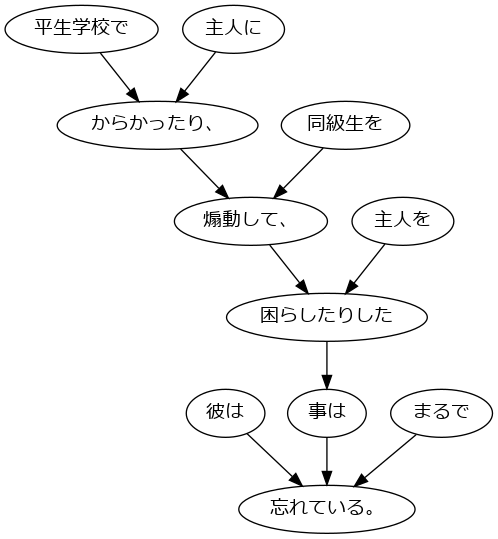 平生学校で 主人に
からかったり、 同級生を
煽動して、 主人を
困らしたりした
彼は 事は まるで
忘れている。